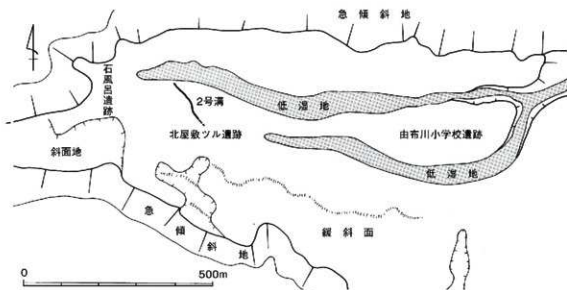 急傾斜地
石風呂遺跡
2号溝
低湿地
北屋敷ツル遺跡
由布川小学校遺跡
斜面地
低湿地
急傾斜地
緩斜面
0 500m